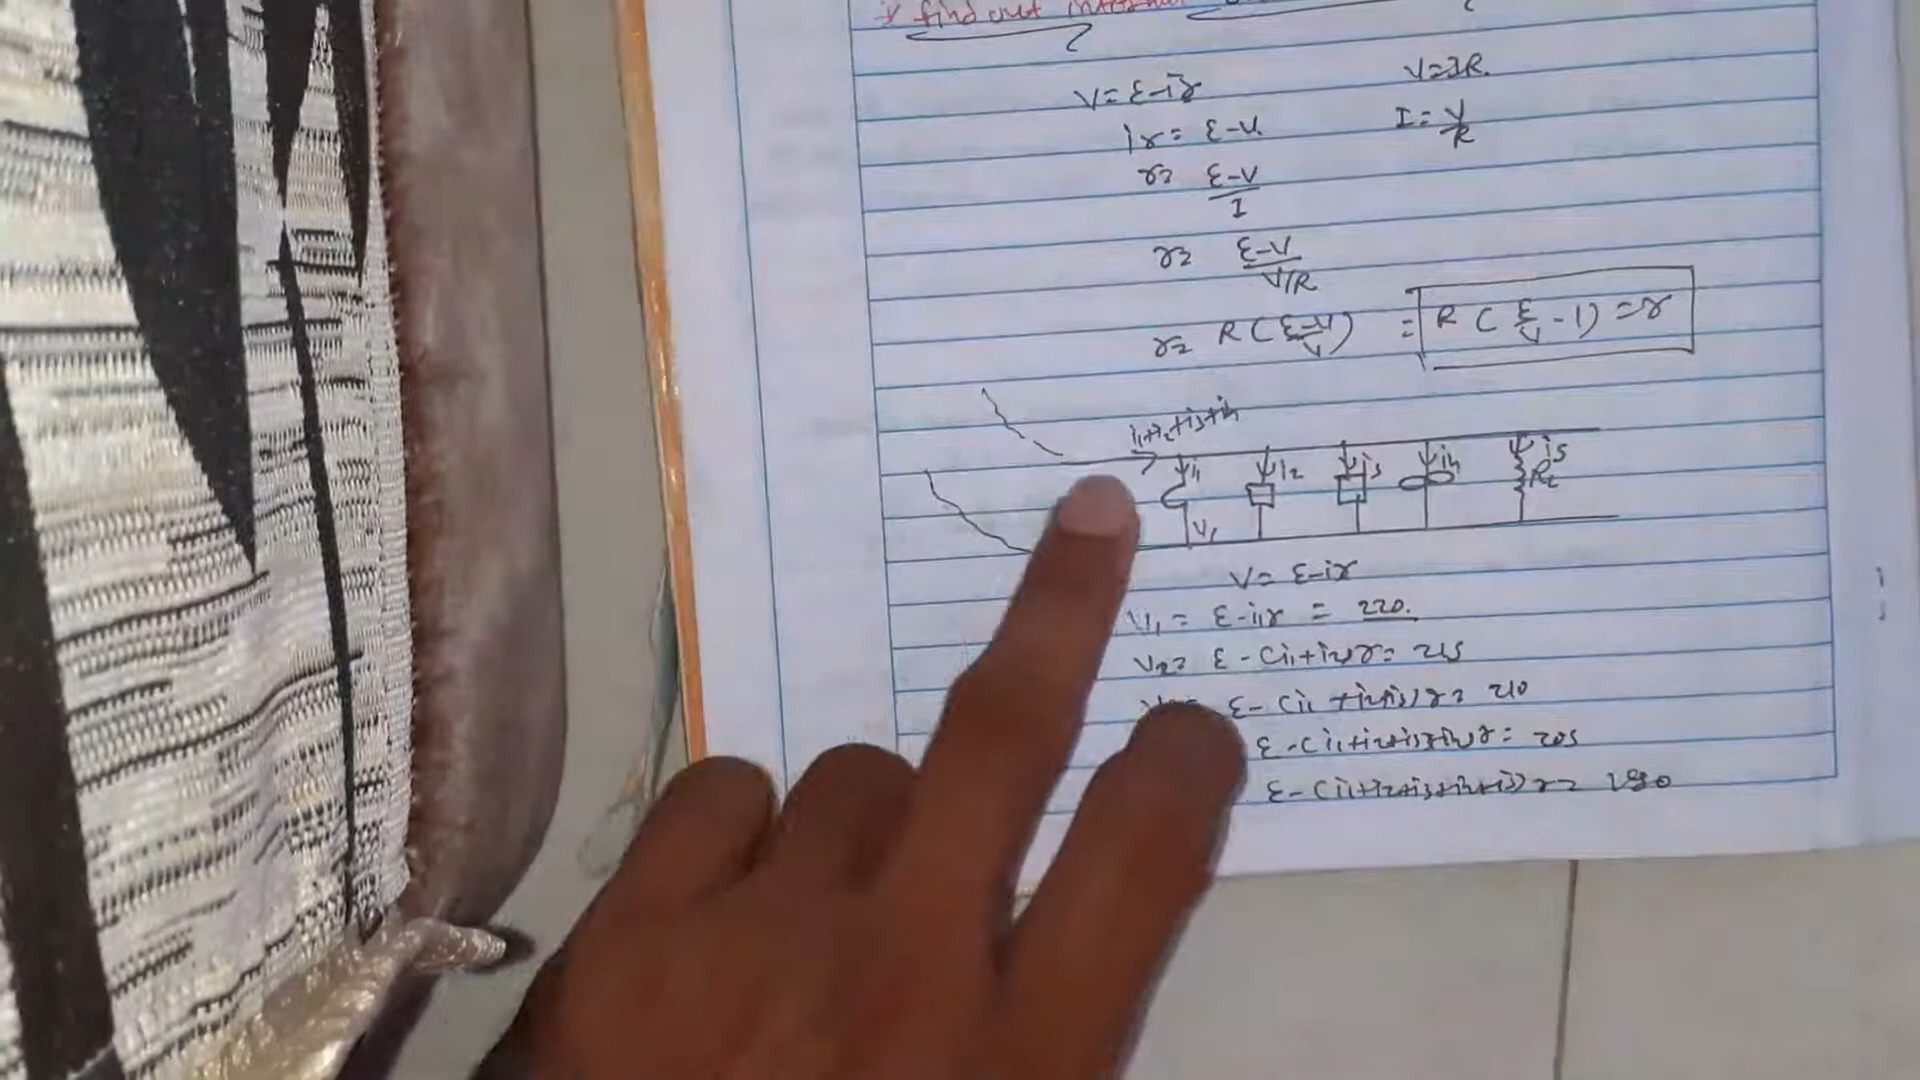 * find out
V = ε-ir
V=IR.
ir = ε-V.
I = V/R
r= ε-V/I
r= ε-V/V/R
r= R(ε-V/V) = R(ε/V-1) = r
i1+i2+i3+i4
i1 i2 i3 i4 i5
RL
V1
V= ε-ir
V1 = ε-i1r = 220.
V2= ε-(i1+i2)r= 215
ε-(i1+i2+i3)r= 210
ε-(i1+i2+i3+i4)r= 205
ε-(i1+i2+i3+i4+i5)r=